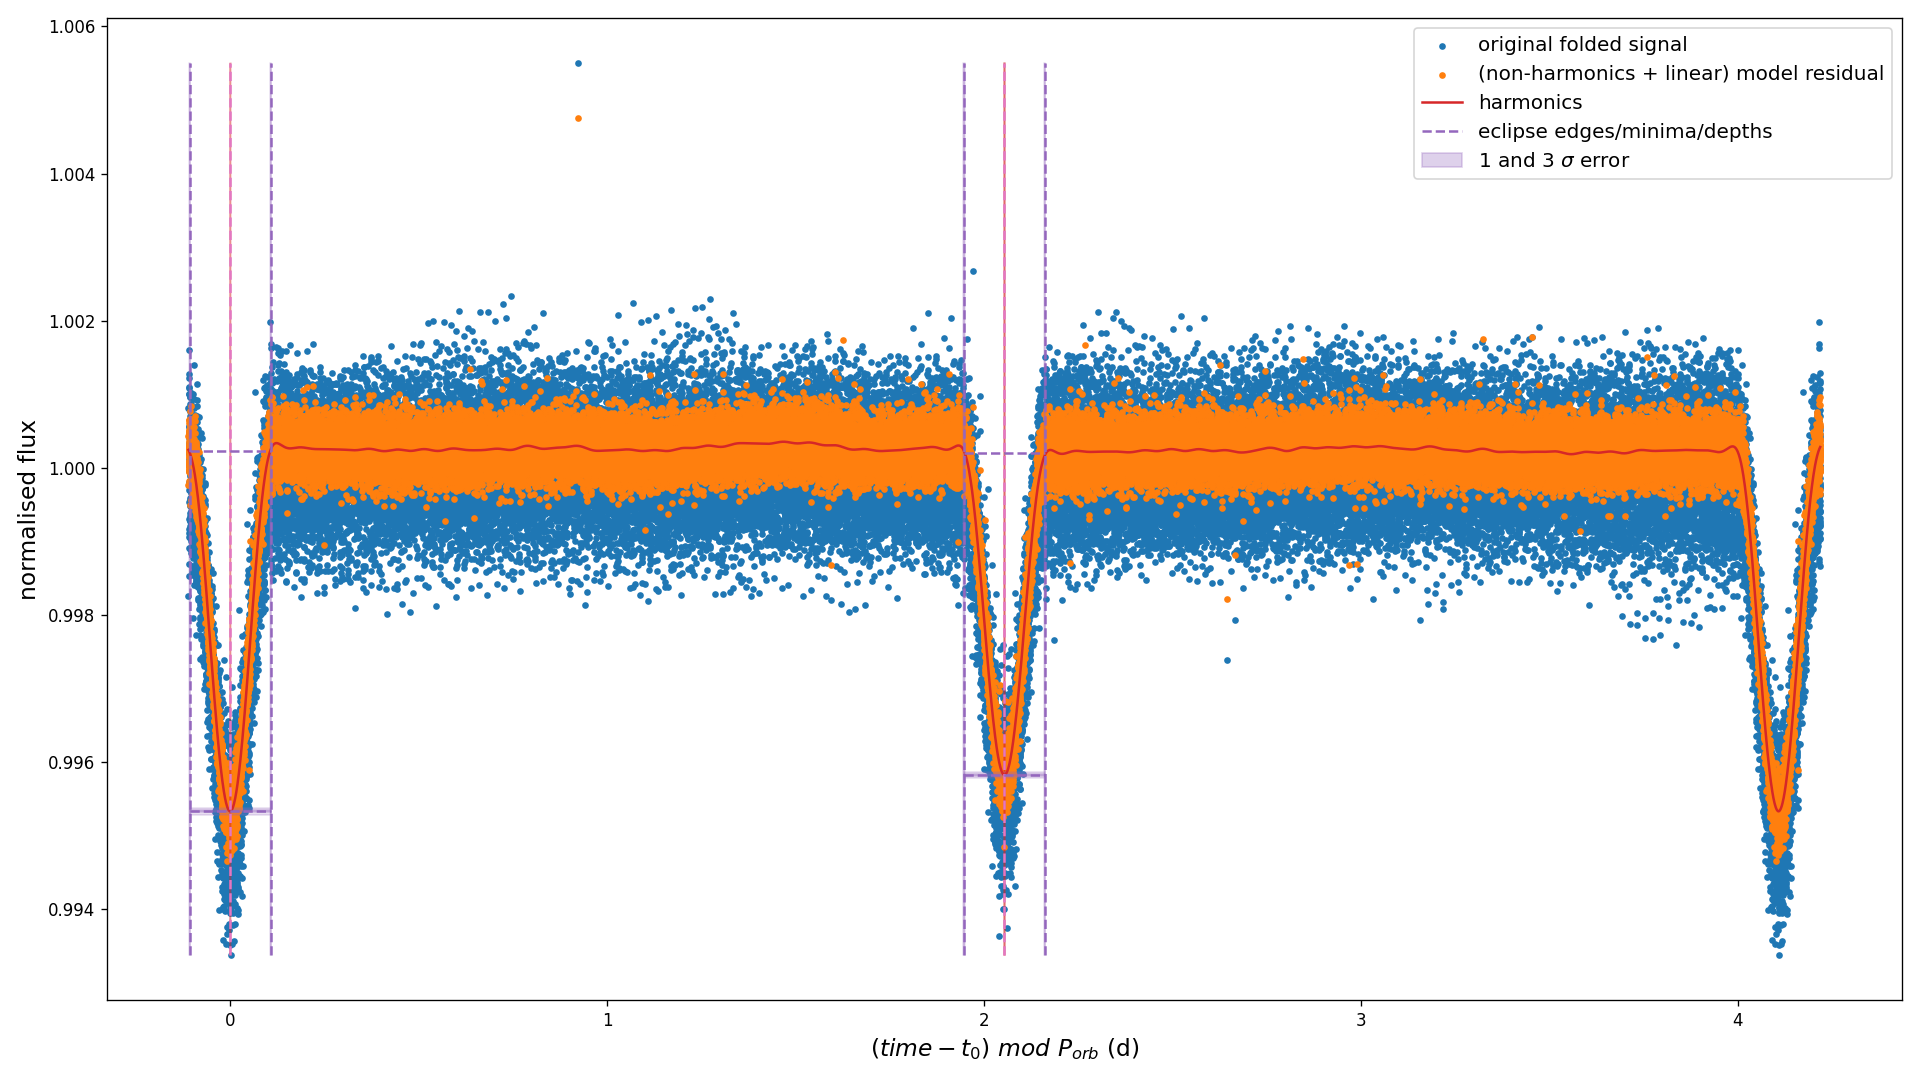 1.006
1.004
1.002
1.000
0.998
0.996
0.994
normalised flux
original folded signal
(non-harmonics + linear) model residual
harmonics
eclipse edges/minima/depths
1 and 3 σ error
0 1 2 3 4
(time − t₀) mod Pₒᵣb (d)